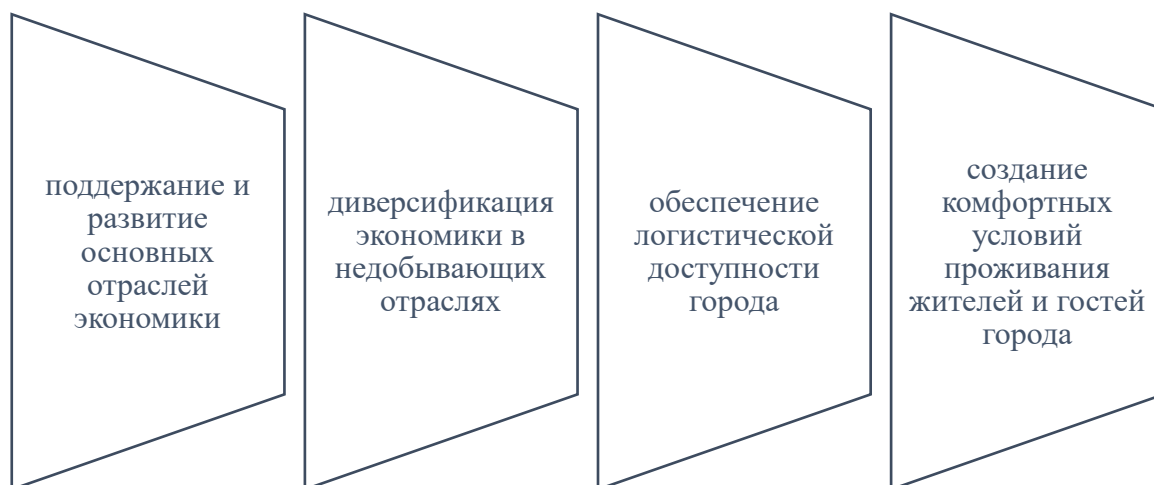 поддержание и
развитие
основных
отраслей
экономики
диверсификация
экономики в
недобывающих
отраслях
обеспечение
логистической
доступности
города
создание
комфортных
условий
проживания
жителей и гостей
города